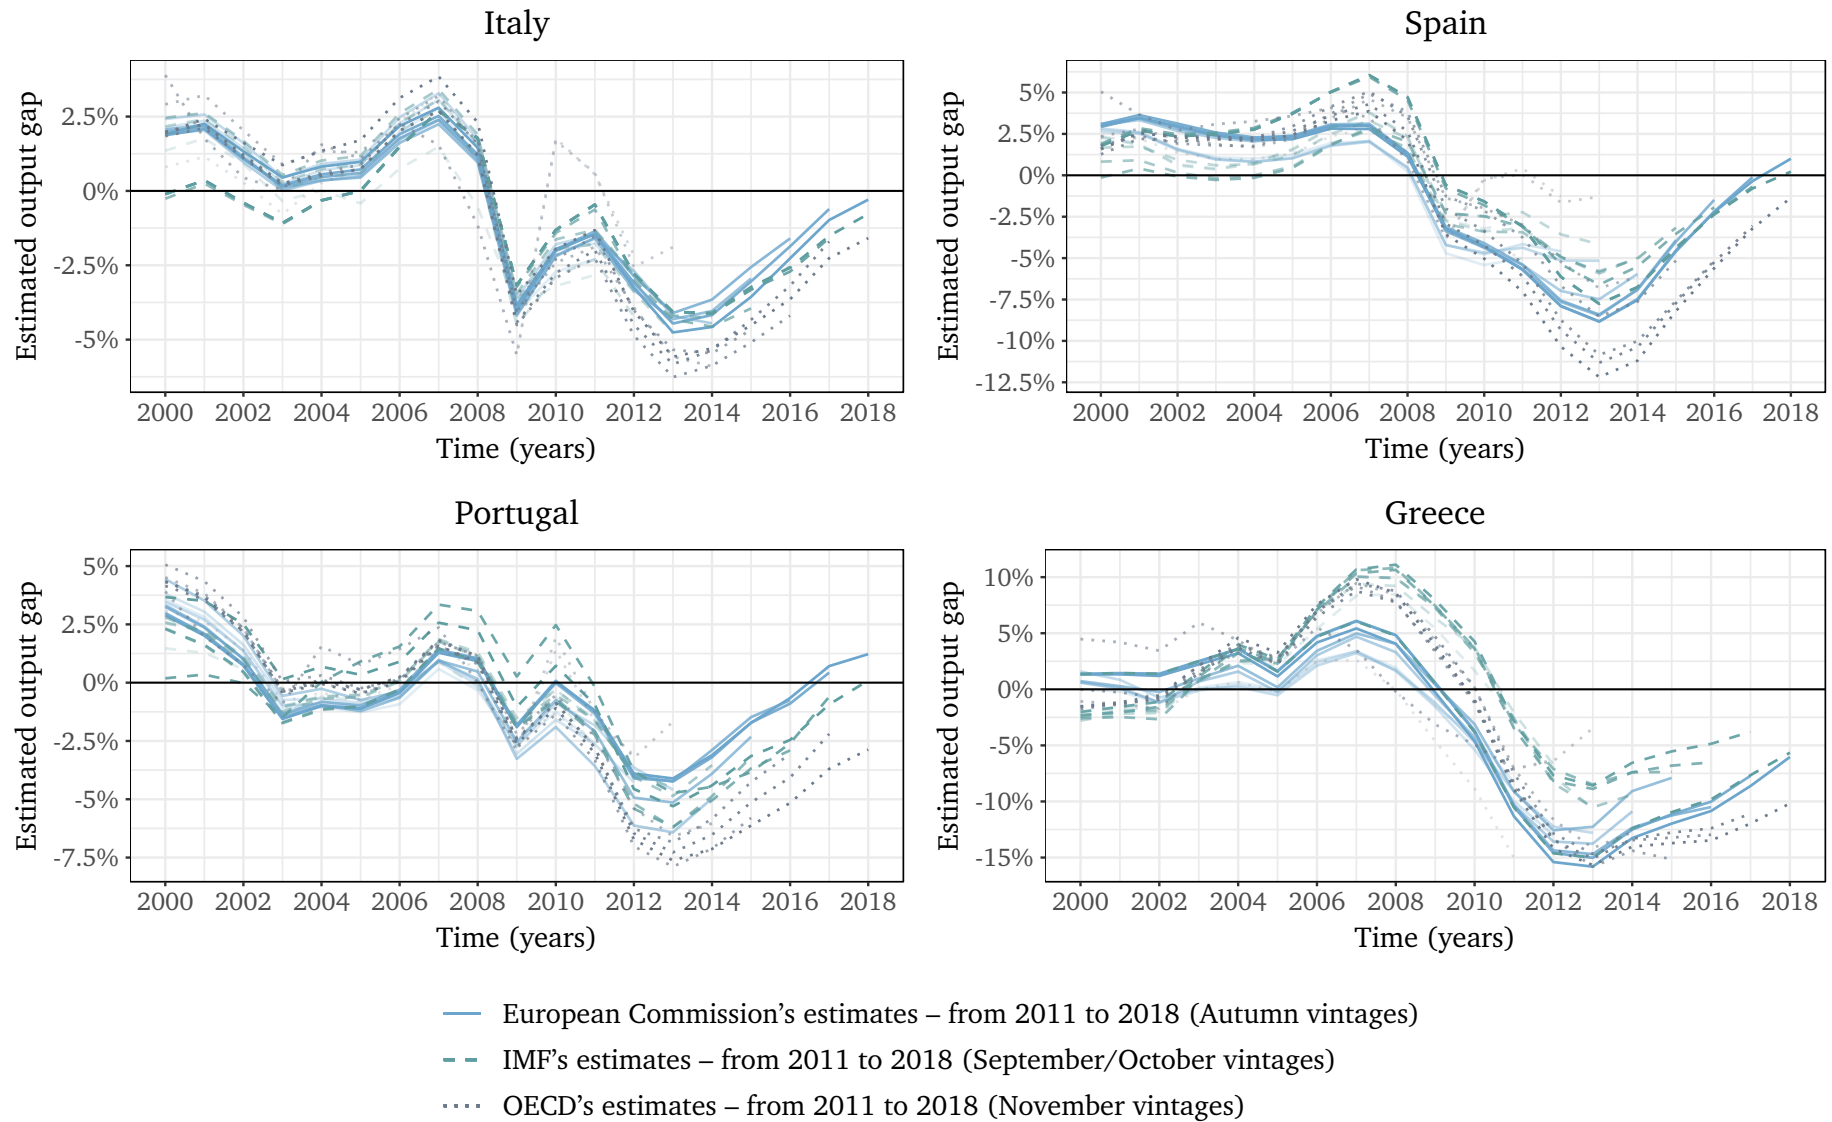 Italy
Estimated output gap
2.5%
0%
-2.5%
-5%
2000 2002 2004 2006 2008 2010 2012 2014 2016 2018
Time (years)
Spain
Estimated output gap
5%
2.5%
0%
-2.5%
-5%
-7.5%
-10%
-12.5%
2000 2002 2004 2006 2008 2010 2012 2014 2016 2018
Time (years)
Portugal
Estimated output gap
5%
2.5%
0%
-2.5%
-5%
-7.5%
2000 2002 2004 2006 2008 2010 2012 2014 2016 2018
Time (years)
Greece
Estimated output gap
10%
5%
0%
-5%
-10%
-15%
2000 2002 2004 2006 2008 2010 2012 2014 2016 2018
Time (years)
European Commission’s estimates – from 2011 to 2018 (Autumn vintages)
IMF’s estimates – from 2011 to 2018 (September/October vintages)
OECD’s estimates – from 2011 to 2018 (November vintages)